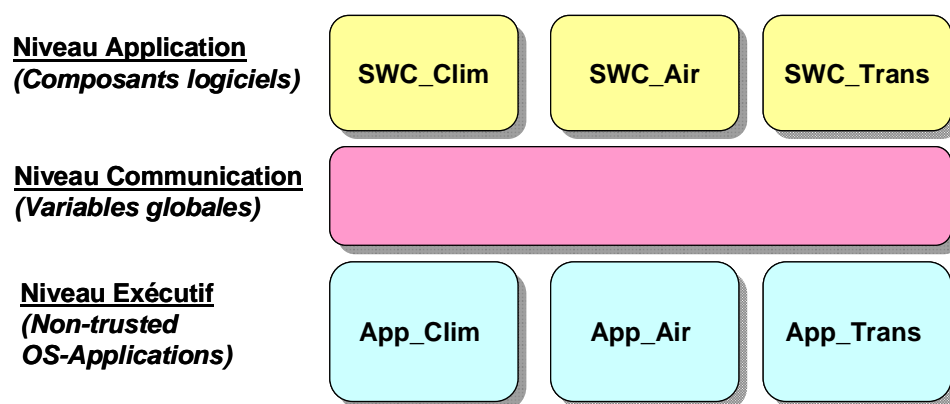 Niveau Application
(Composants logiciels)
SWC_Clim
SWC_Air
SWC_Trans
Niveau Communication
(Variables globales)
Niveau Exécutif
(Non-trusted
OS-Applications)
App_Clim
App_Air
App_Trans